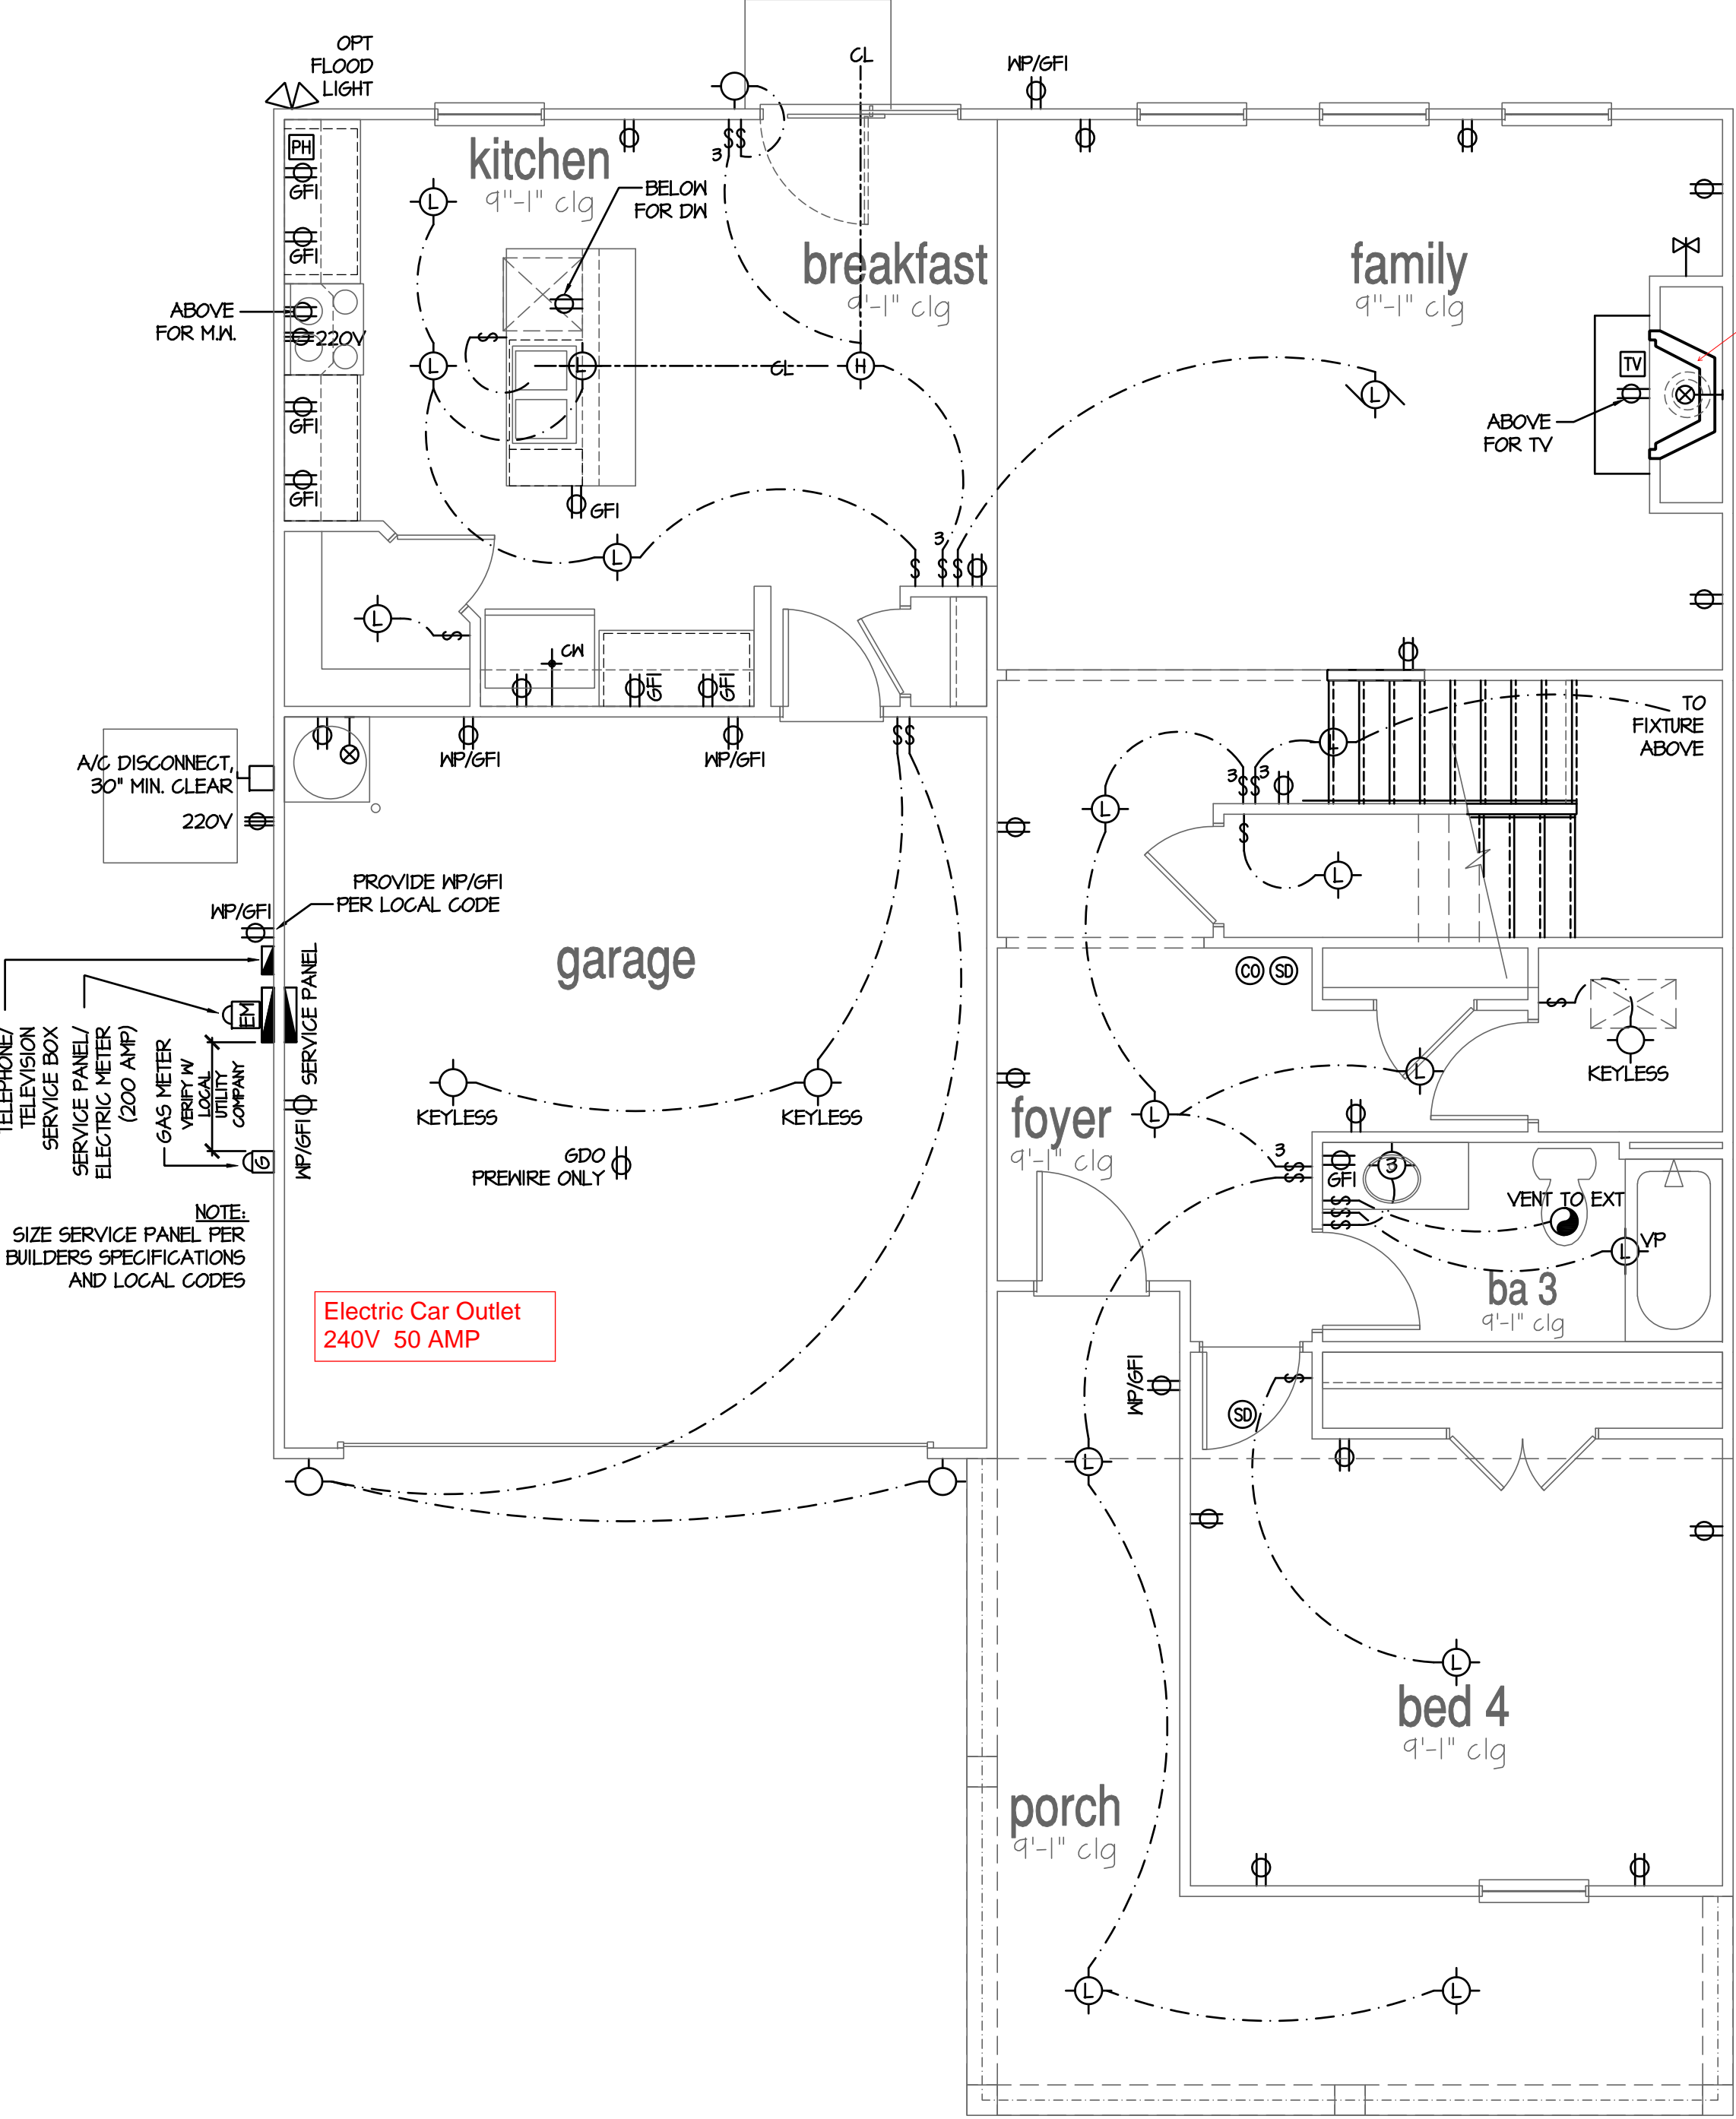 OPT
FLOOD
LIGHT
CL
WP/GFI
PH
GFI
GFI
kitchen
9"-1" clg
S S
3
BELOW
FOR DW
breakfast
9'-1" clg
family
9"-1" clg
L
ABOVE
FOR M.W.
220V
S
L
L
CL
H
L
TV
ABOVE
FOR TV
GFI
GFI
GFI
L
3
S
S S
L
S
CW
GFI
GFI
TO
FIXTURE
ABOVE
A/C DISCONNECT,
30" MIN. CLEAR
WP/GFI
WP/GFI
S S
L
3
S S
3
L
220V
S
L
PROVIDE WP/GFI
PER LOCAL CODE
WP/GFI
garage
CO
SD
TELEPHONE/
TELEVISION
SERVICE BOX
SERVICE PANEL/
ELECTRIC METER
(200 AMP)
GAS METER
VERIFY W/
LOCAL
UTILITY
COMPANY
EM
SERVICE PANEL
S
KEYLESS
KEYLESS
KEYLESS
L
L
foyer
9'-1" clg
WP/GFI
G
GDO
PREWIRE ONLY
3
S S
GFI
3
S S
S S
VENT TO EXT
L
VP
NOTE:
SIZE SERVICE PANEL PER
BUILDERS SPECIFICATIONS
AND LOCAL CODES
Electric Car Outlet
240V 50 AMP
ba 3
9'-1" clg
WP/GFI
SD
S
L
L
bed 4
9'-1" clg
porch
9'-1" clg
L
L